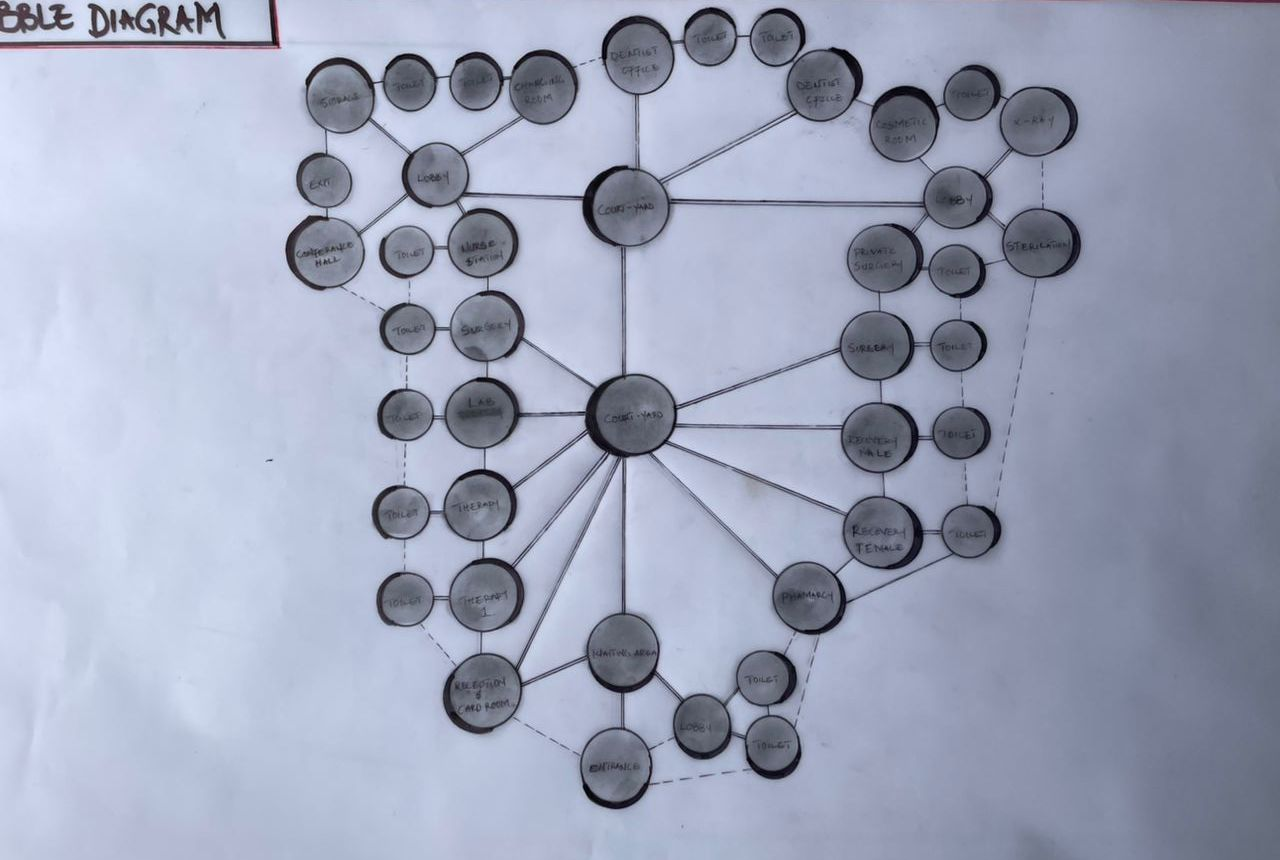 BBLE DIAGRAM
DENTIST
OFFICE
TOILET
TOILET
STORAGE
TOILET
TOILET
CHANGING
ROOM
DENTIST
OFFICE
COSMETIC
ROOM
TOILET
X-RAY
EXIT
LOBBY
COURT-YARD
LOBBY
CONFERANCE
HALL
TOILET
NURSE
STATION
PRIVATE
SURGERY
TOILET
STERICATION
TOILET
SURGERY
SURGERY
TOILET
TOILET
LAB
COURT-YARD
RECOVERY
MALE
TOILET
TOILET
THERAPY
RECOVERY
FEMALE
TOILET
TOILET
THERAPY
1
PHAMARCY
RECEPTION
&
CARD ROOM
WAITING AREA
TOILET
LOBBY
TOILET
ENTRANCE